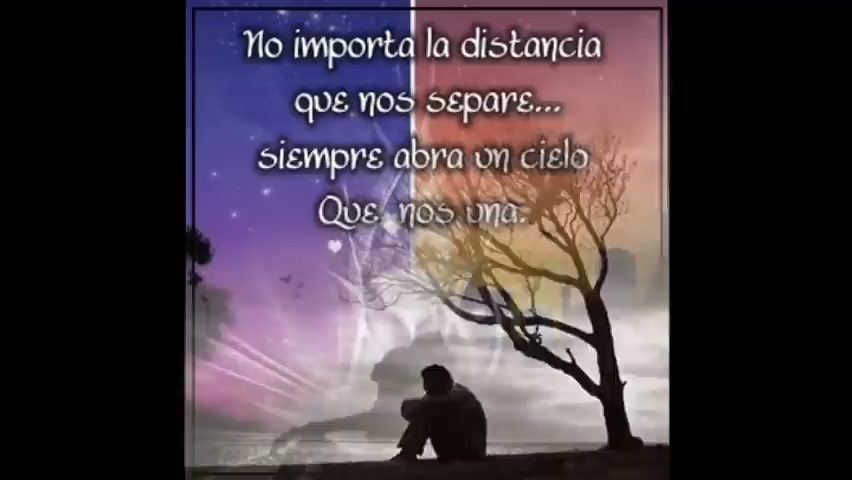 No importa la distancia
que nos separe...
siempre abra un cielo
Que nos una.